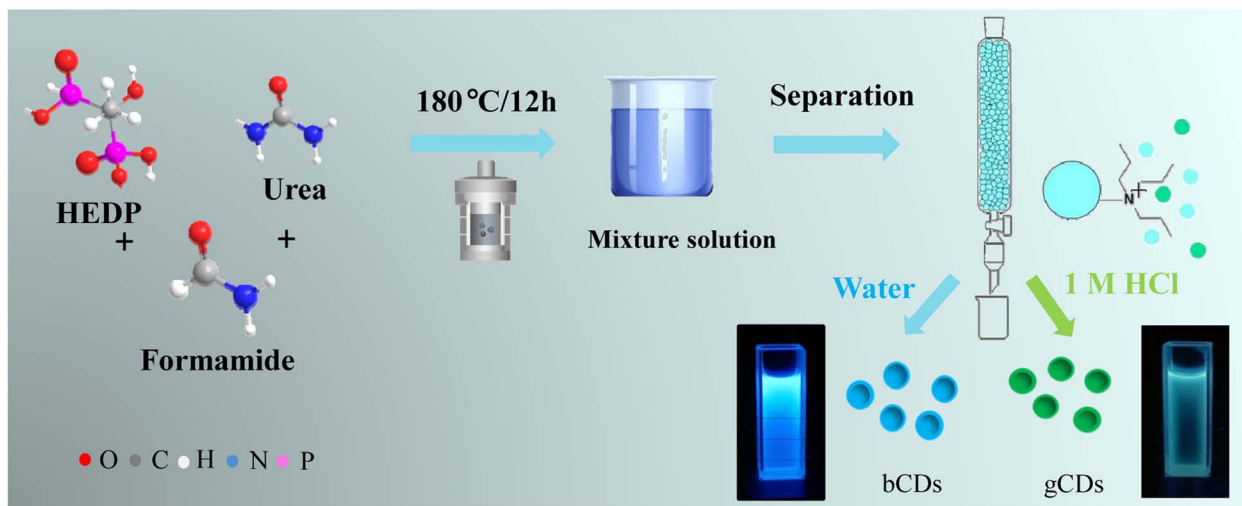 HEDP
+
Urea
+
Formamide
O C H N P
180℃/12h
Mixture solution
Separation
N
+
Water
1 M HCl
bCDs
gCDs